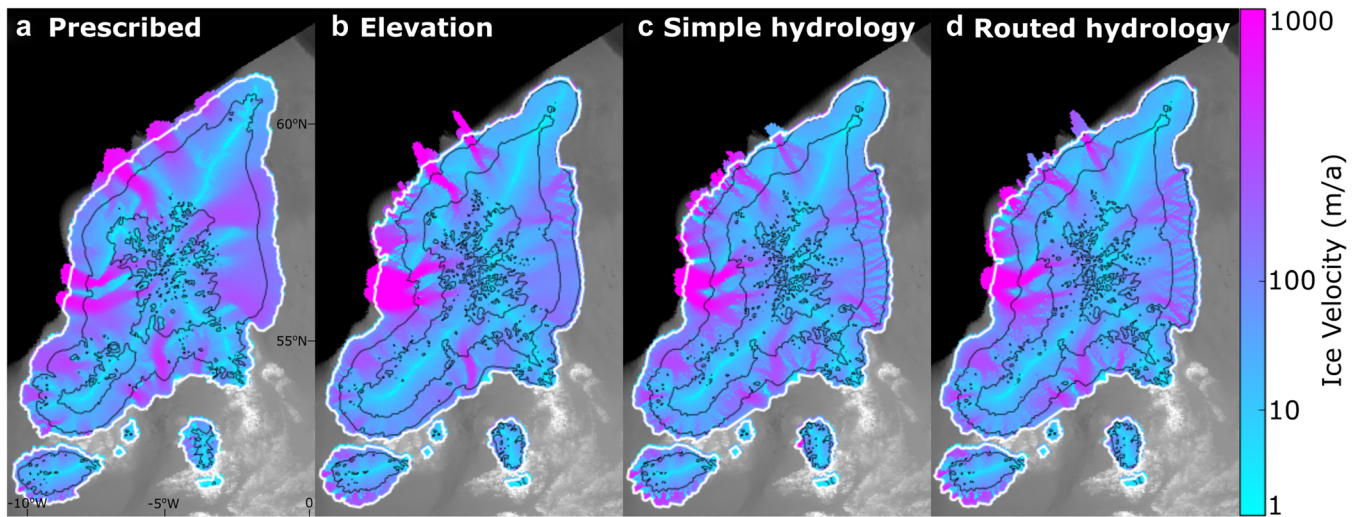 a Prescribed
b Elevation
c Simple hydrology
d Routed hydrology
1000
60°N
100
55°N
10
-10°W
-5°W
0
1
Ice Velocity (m/a)